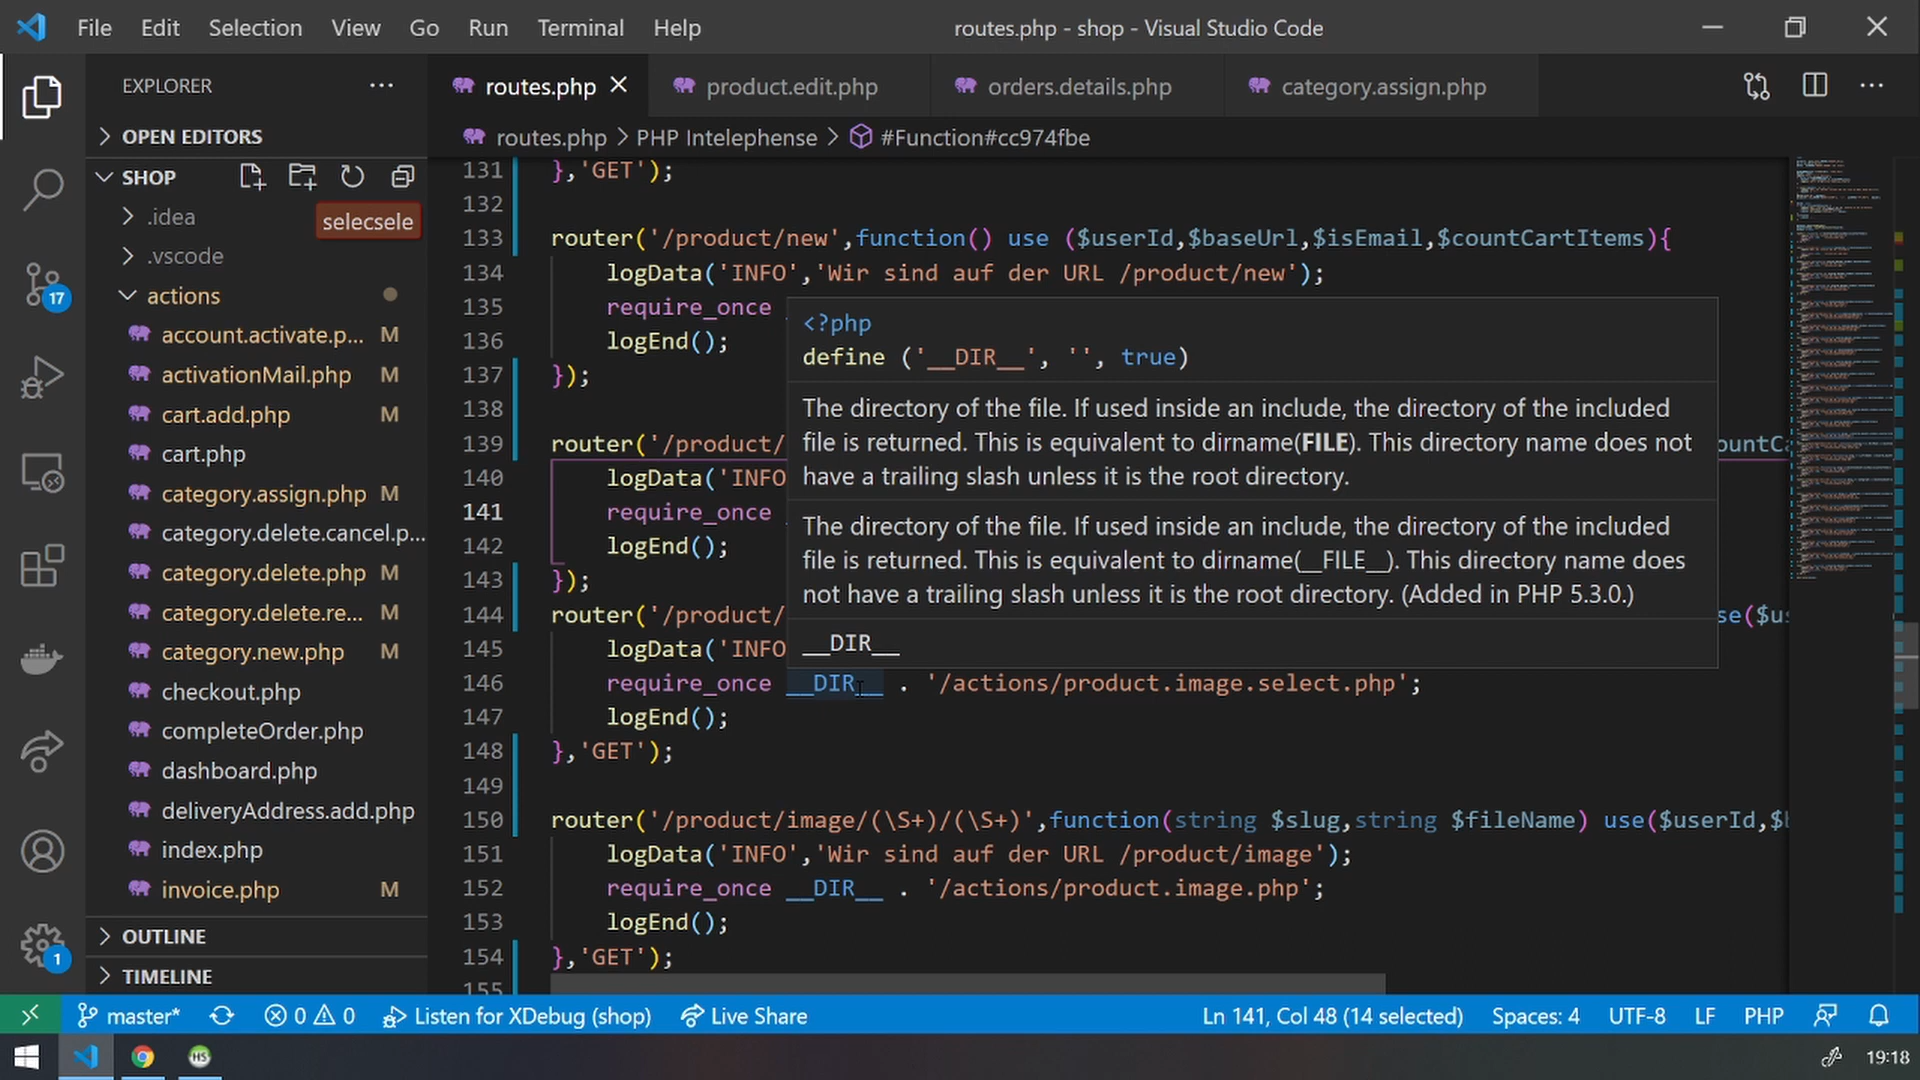 File Edit Selection View Go Run Terminal Help
routes.php - shop - Visual Studio Code
EXPLORER
routes.php
product.edit.php
orders.details.php
category.assign.php
routes.php > PHP Intelephense > #Function#cc974fbe
OPEN EDITORS
SHOP
.idea
selecsele
.vscode
actions
account.activate.p... M
activationMail.php M
cart.add.php M
cart.php
category.assign.php M
category.delete.cancel.p...
category.delete.php M
category.delete.re... M
category.new.php M
checkout.php
completeOrder.php
dashboard.php
deliveryAddress.add.php
index.php
invoice.php M
OUTLINE
TIMELINE
17
1
131 },'GET');
132
133 router('/product/new',function() use ($userId,$baseUrl,$isEmail,$countCartItems){
134 logData('INFO','Wir sind auf der URL /product/new');
135 require_once
136 logEnd();
137 });
138
139 router('/product/ ountCa
140 logData('INFO
141 require_once
142 logEnd();
143 });
144 router('/product/ se($us
145 logData('INFO
146 require_once __DIR__ . '/actions/product.image.select.php';
147 logEnd();
148 },'GET');
149
150 router('/product/image/(\S+)/(\S+)',function(string $slug,string $fileName) use($userId,$b
151 logData('INFO','Wir sind auf der URL /product/image');
152 require_once __DIR__ . '/actions/product.image.php';
153 logEnd();
154 },'GET');
155
<?php
define ('__DIR__', '', true)
The directory of the file. If used inside an include, the directory of the included
file is returned. This is equivalent to dirname(FILE). This directory name does not
have a trailing slash unless it is the root directory.
The directory of the file. If used inside an include, the directory of the included
file is returned. This is equivalent to dirname(__FILE__). This directory name does
not have a trailing slash unless it is the root directory. (Added in PHP 5.3.0.)
__DIR__
master* 0 0 Listen for XDebug (shop) Live Share
Ln 141, Col 48 (14 selected) Spaces: 4 UTF-8 LF PHP
HS
19:18